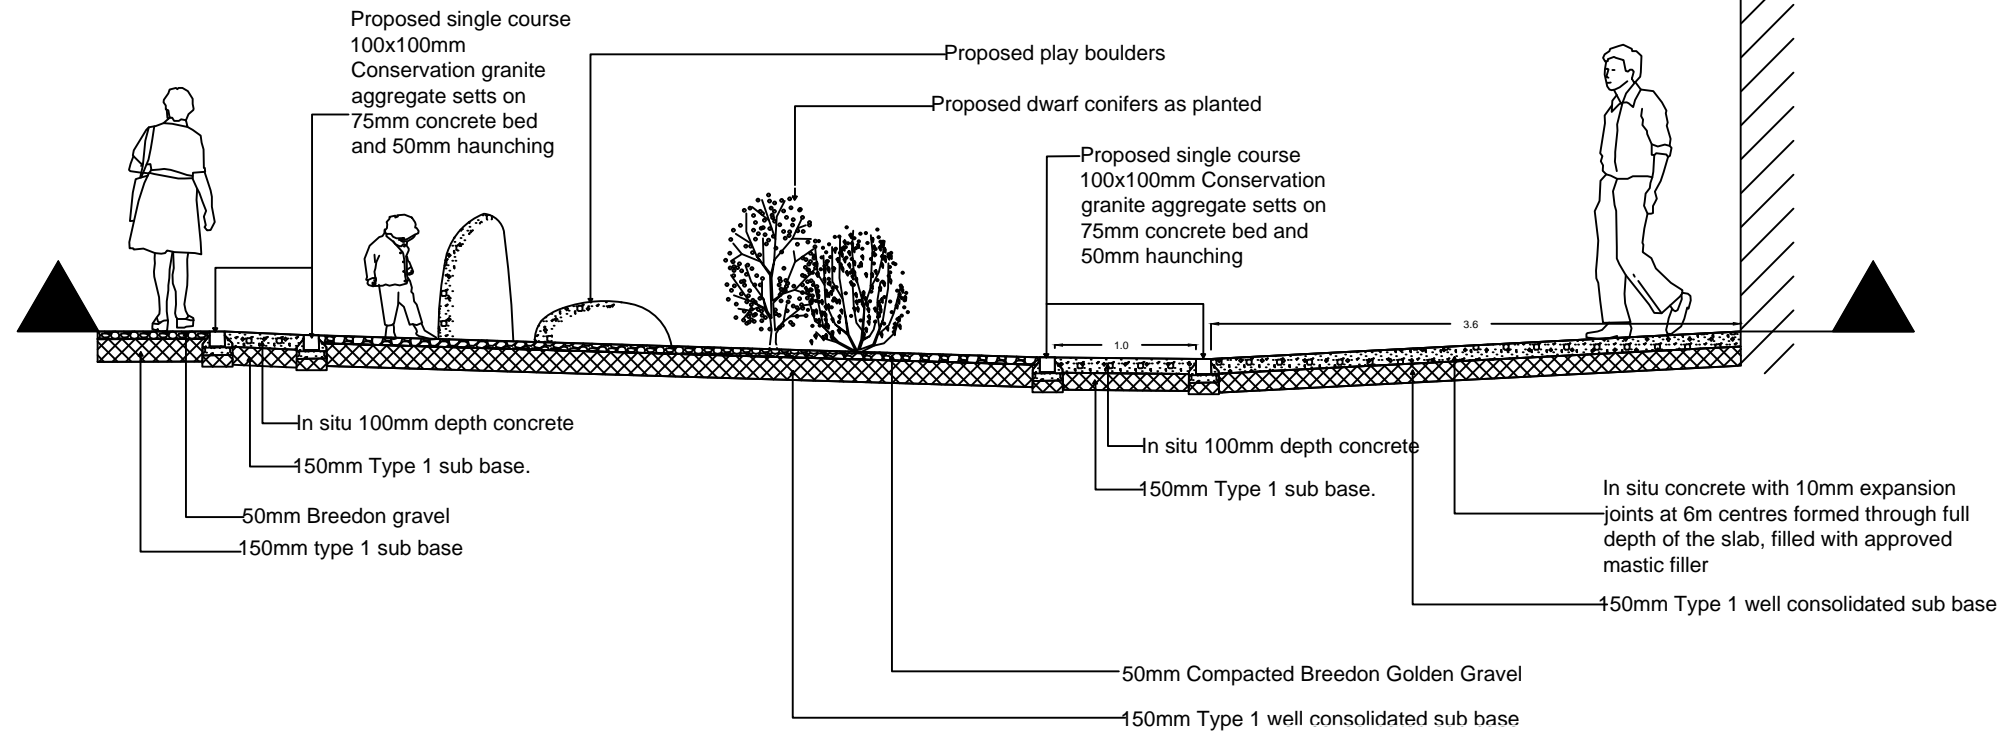 Proposed single course
100x100mm
Conservation granite
aggregate setts on
75mm concrete bed
and 50mm haunching
Proposed play boulders
Proposed dwarf conifers as planted
Proposed single course
100x100mm Conservation
granite aggregate setts on
75mm concrete bed and
50mm haunching
3.6
1.0
In situ 100mm depth concrete
150mm Type 1 sub base.
50mm Breedon gravel
150mm type 1 sub base
In situ 100mm depth concrete
150mm Type 1 sub base.
In situ concrete with 10mm expansion
joints at 6m centres formed through full
depth of the slab, filled with approved
mastic filler
150mm Type 1 well consolidated sub base
50mm Compacted Breedon Golden Gravel
150mm Type 1 well consolidated sub base